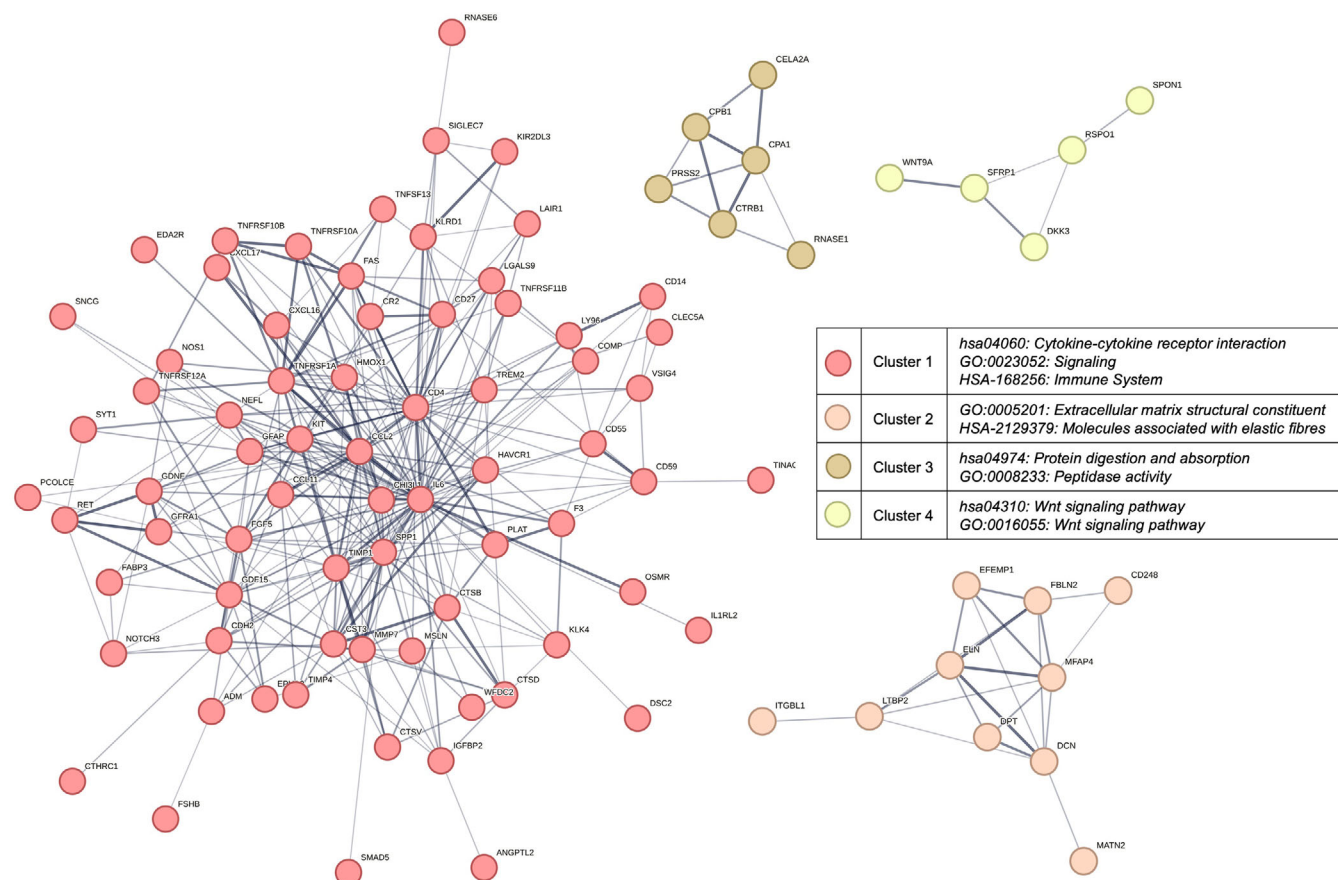 RNASE6
CELA2A
SPON1
CPB1
SIGLEC7
KIR2DL3
RSPO1
CPA1
WNT9A
SFRP1
PRSS2
TNFSF13
CTRB1
KLRD1
LAIR1
TNFRSF10B
TNFRSF10A
DKK3
EDA2R
CXCL17
RNASE1
FAS
LGALS9
TNFRSF11B
CD14
SNCG
CR2
CD27
CXCL16
LY96
CLEC5A
NOS1
COMP
TNFRSF1A
HMOX1
TNFRSF12A
TREM2
VSIG4
NEFL
CD4
SYT1
KIT
GFAP
CCL2
CD55
HAVCR1
CD59
TINAG
PCOLCE
GDNF
CCL11
CHI3L1
IL6
RET
GFRA1
F3
FGF5
PLAT
SPP1
TIMP1
FABP3
GDF15
OSMR
CTSB
IL1RL2
NOTCH3
CDH2
CST3
MMP7
MSLN
KLK4
ADM
TIMP4
WFDC2
CTSD
DSC2
CTSV
IGFBP2
CTHRC1
FSHB
SMAD5
ANGPTL2
Cluster 1
hsa04060: Cytokine-cytokine receptor interaction
GO:0023052: Signaling
HSA-168256: Immune System
Cluster 2
GO:0005201: Extracellular matrix structural constituent
HSA-2129379: Molecules associated with elastic fibres
Cluster 3
hsa04974: Protein digestion and absorption
GO:0008233: Peptidase activity
Cluster 4
hsa04310: Wnt signaling pathway
GO:0016055: Wnt signaling pathway
EFEMP1
FBLN2
CD248
ELN
MFAP4
ITGBL1
LTBP2
DPT
DCN
MATN2